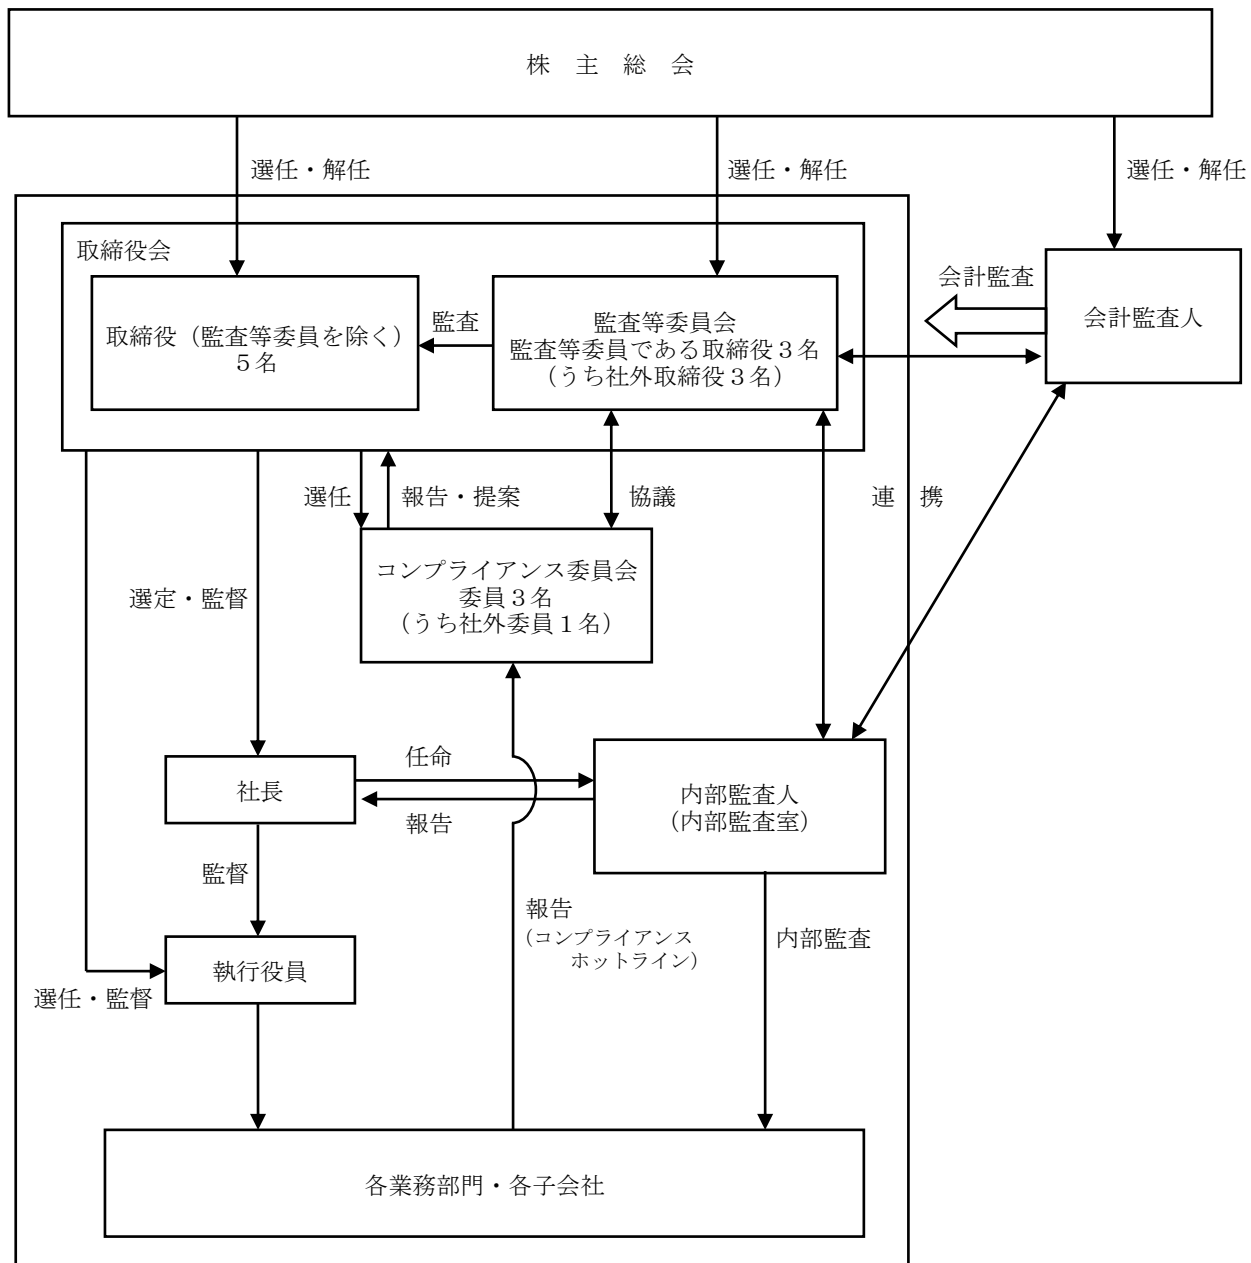 株　主　総　会
選任・解任
選任・解任
選任・解任
取締役会
取締役（監査等委員を除く）
５名
監査
監査等委員会
監査等委員である取締役３名
（うち社外取締役３名）
会計監査
会計監査人
選任
報告・提案
協議
連　携
コンプライアンス委員会
委員３名
（うち社外委員１名）
選定・監督
社長
任命
報告
内部監査人
（内部監査室）
監督
報告
（コンプライアンス
ホットライン）
内部監査
執行役員
選任・監督
各業務部門・各子会社